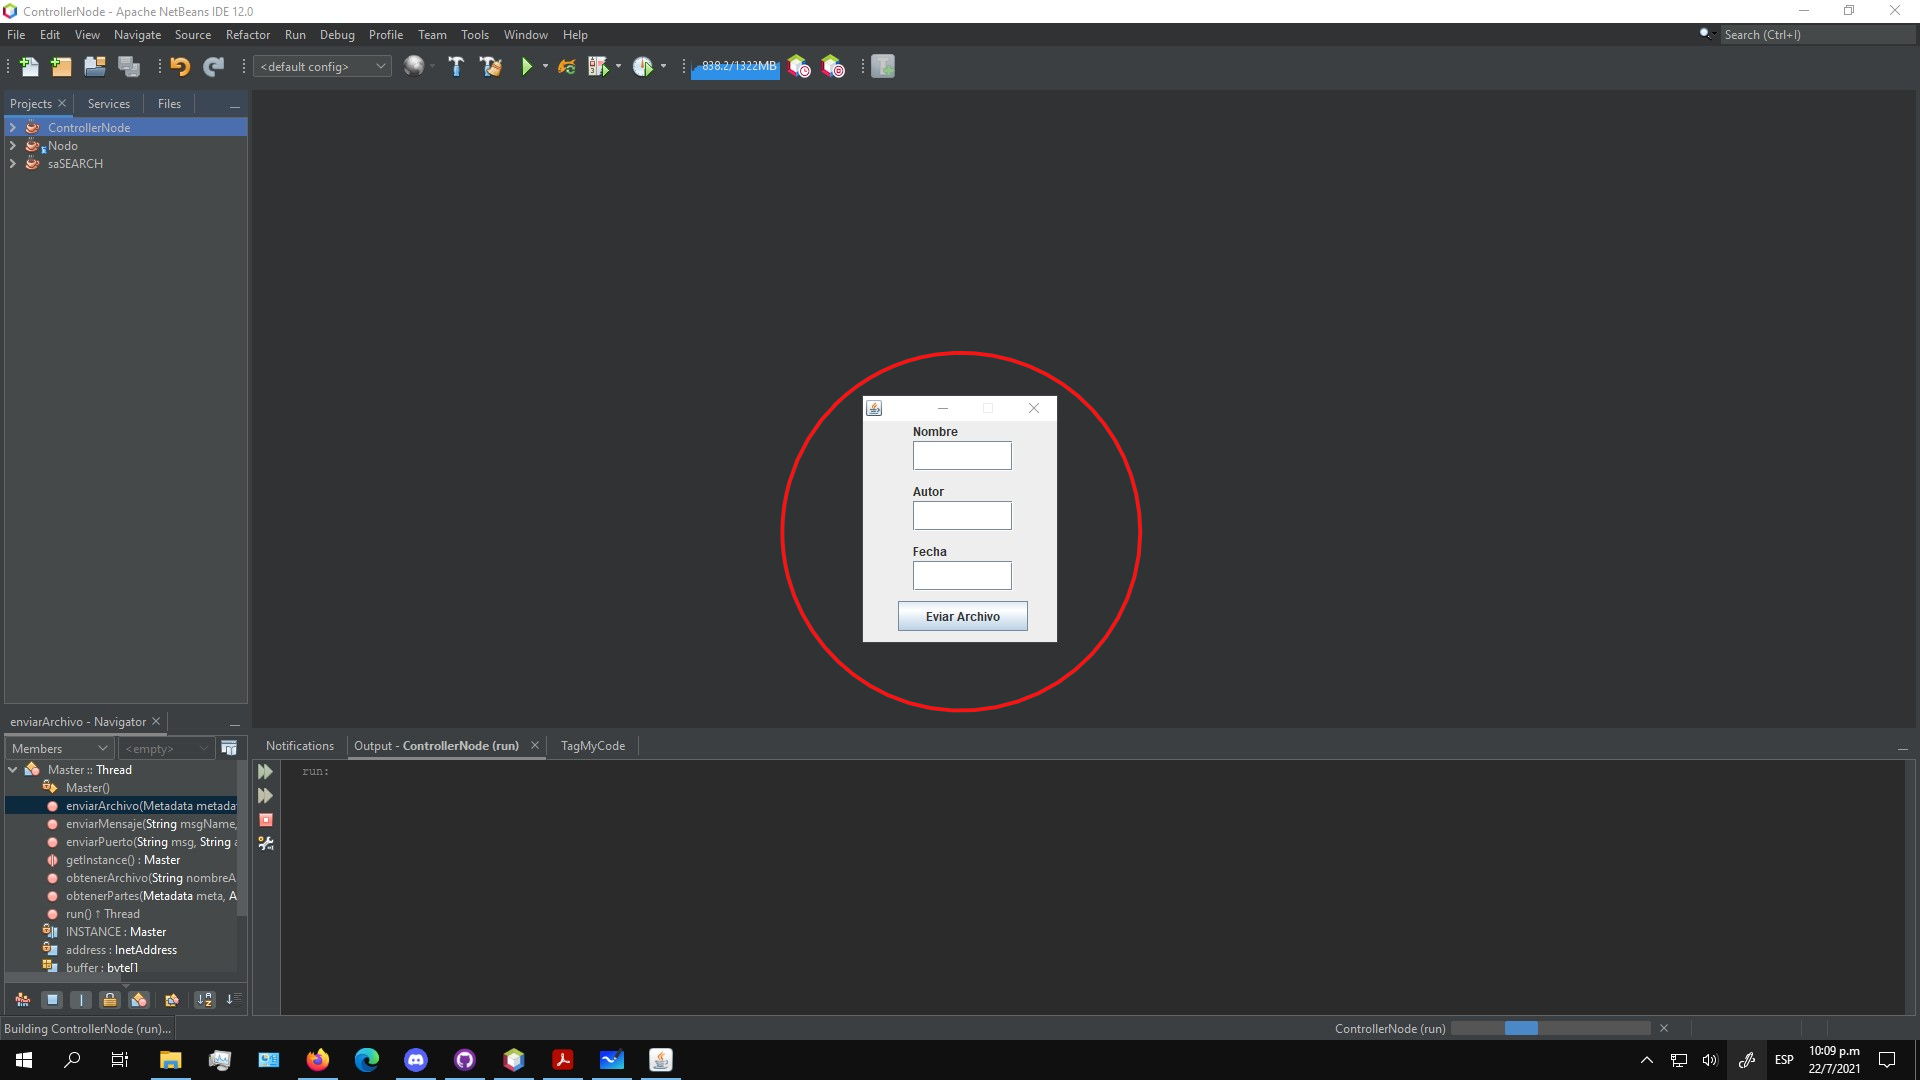 ControllerNode - Apache NetBeans IDE 12.0
File Edit View Navigate Source Refactor Run Debug Profile Team Tools Window Help
Search (Ctrl+I)
<default config>
838.2/1322MB
Projects Services Files
ControllerNode
Nodo
saSEARCH
Nombre
Autor
Fecha
Eviar Archivo
enviarArchivo - Navigator
Members <empty>
Master :: Thread
Master()
enviarArchivo(Metadata metada
enviarMensaje(String msgName,
enviarPuerto(String msg, String a
getInstance() : Master
obtenerArchivo(String nombreA
obtenerPartes(Metadata meta, A
run() ↑ Thread
INSTANCE : Master
address : InetAddress
buffer : byte[]
Notifications Output - ControllerNode (run) TagMyCode
run:
Building ControllerNode (run)...
ControllerNode (run)
ESP
10:09 p.m
22/7/2021